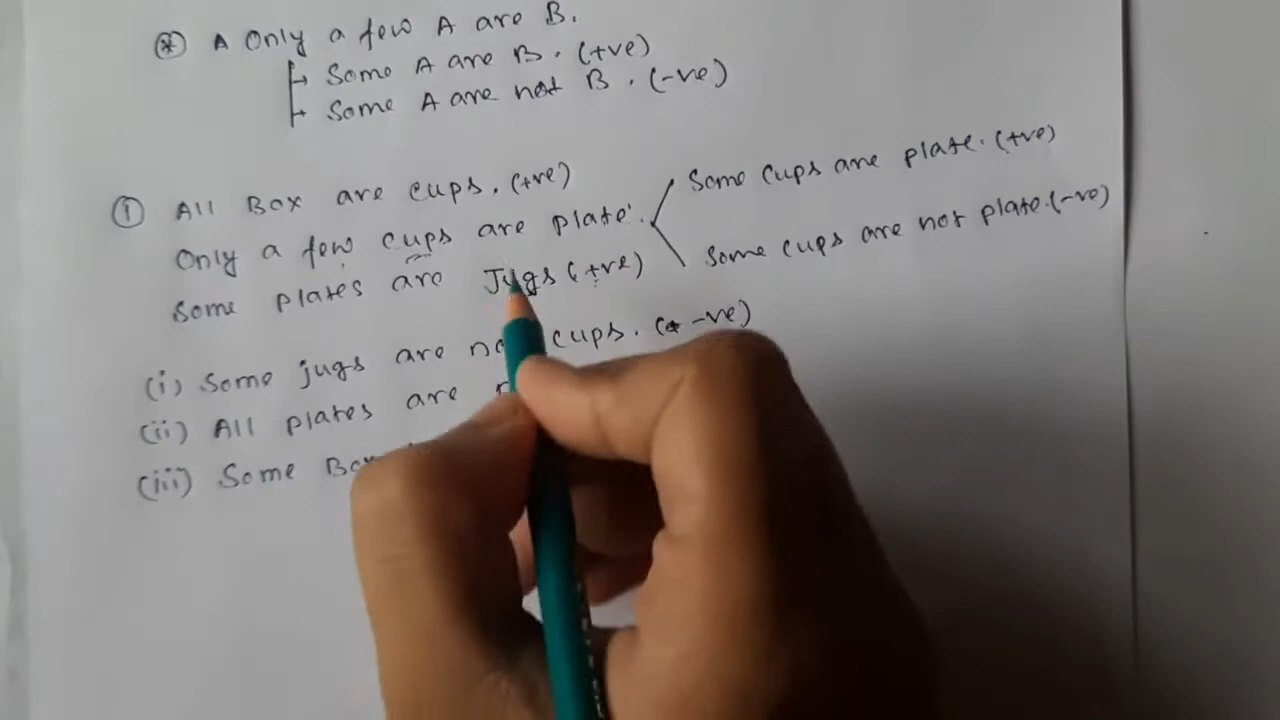 (*) A Only a few A are B.
Some A are B. (+ve)
Some A are not B. (-ve)
(1) All Box are cups. (+ve)
Only a few cups are plate.
Some cups are plate. (+ve)
Some cups are not plate. (-ve)
Some plates are Jugs (+ve)
(i) Some jugs are cups. (-ve)
(ii) All plates are
(iii) Some